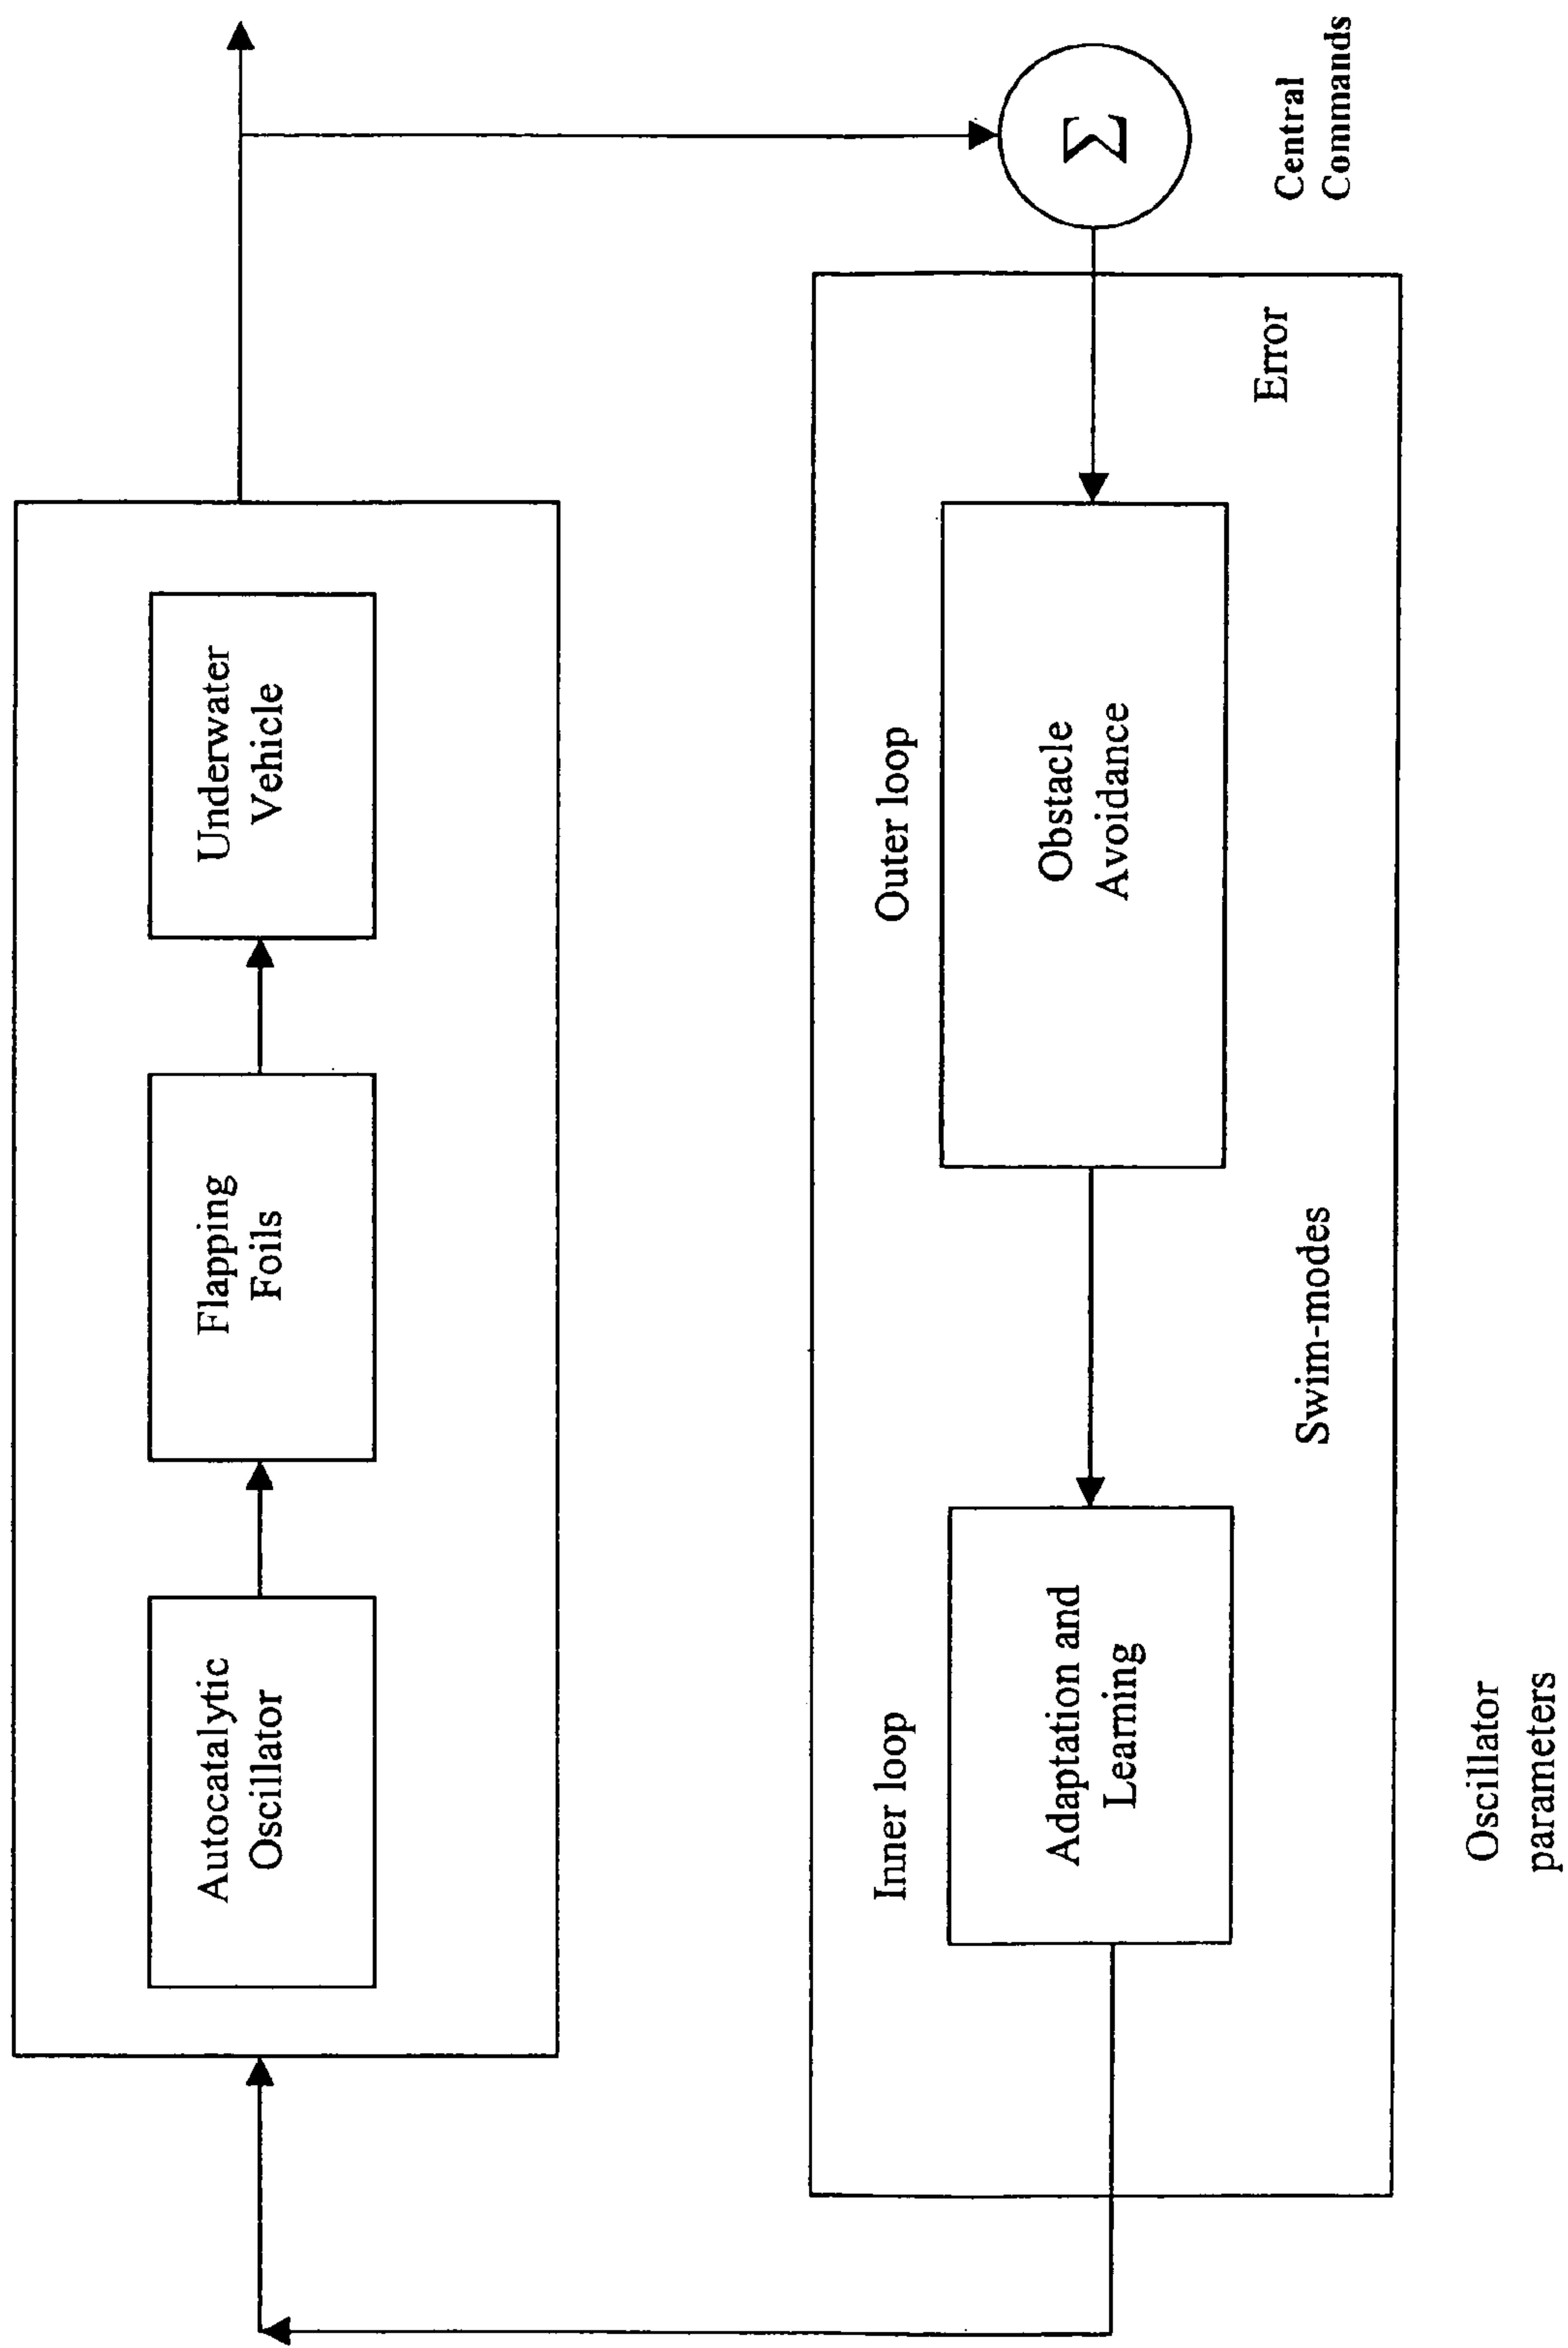 Autocatalytic
Oscillator
Flapping
Foils
Underwater
Vehicle
Inner loop
Outer loop
Adaptation and
Learning
Obstacle
Avoidance
Σ
Error
Swim-modes
Central
Commands
Oscillator
parameters